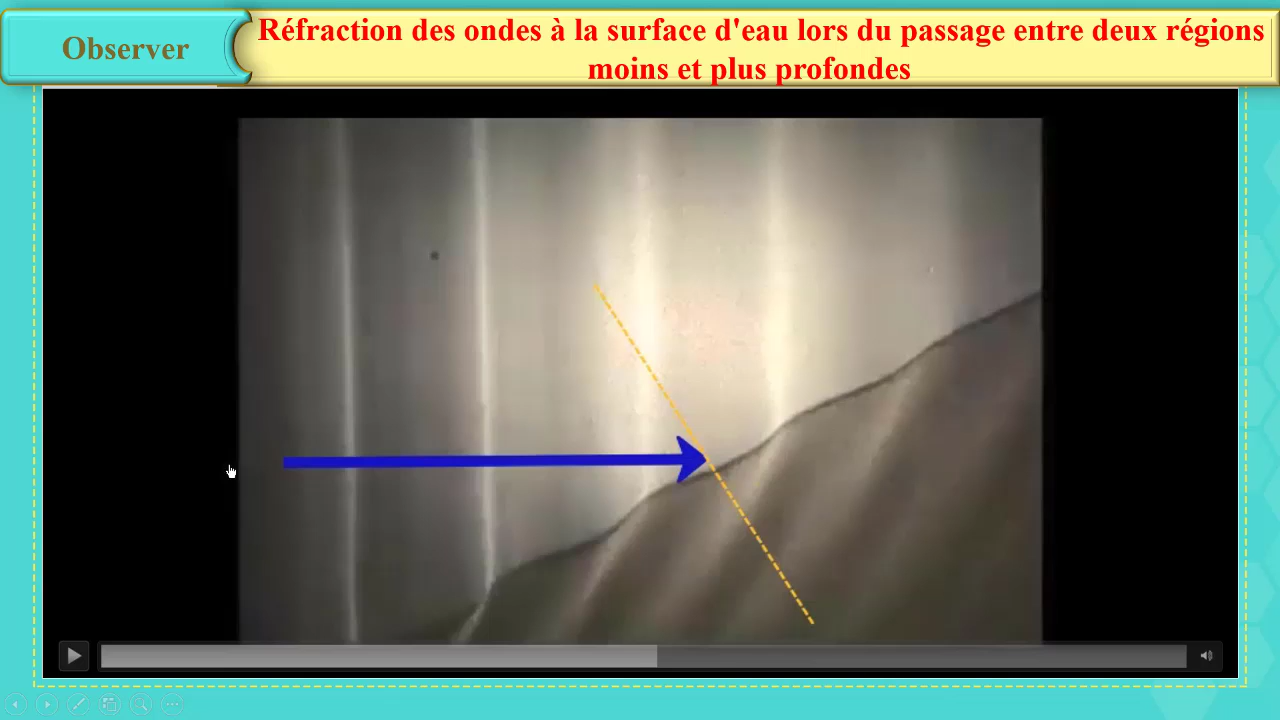 Observer
Réfraction des ondes à la surface d'eau lors du passage entre deux régions
moins et plus profondes